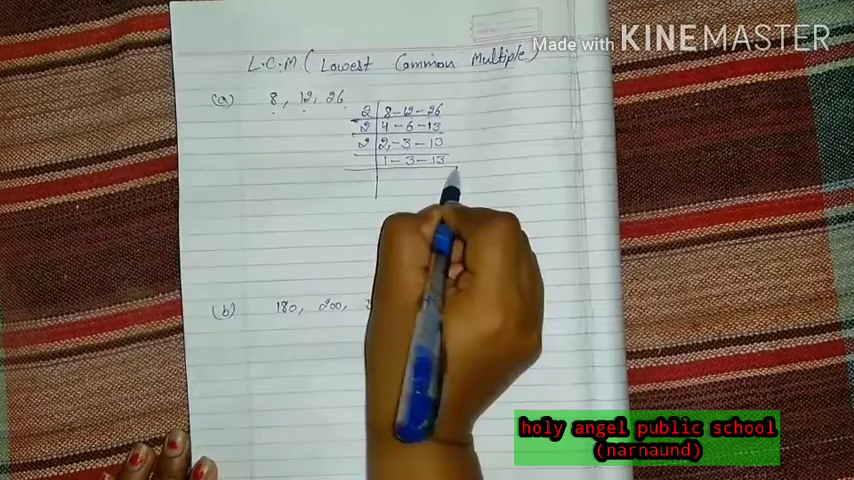 Made with KINEMASTER
L.C.M ( Lowest Common Multiple )
(a) 8, 12, 26
2 8-12-26
2 4-6-13
2 2,-3-13
1-3-13
(b) 180, 200, 3
holy angel public school
(narnaund)